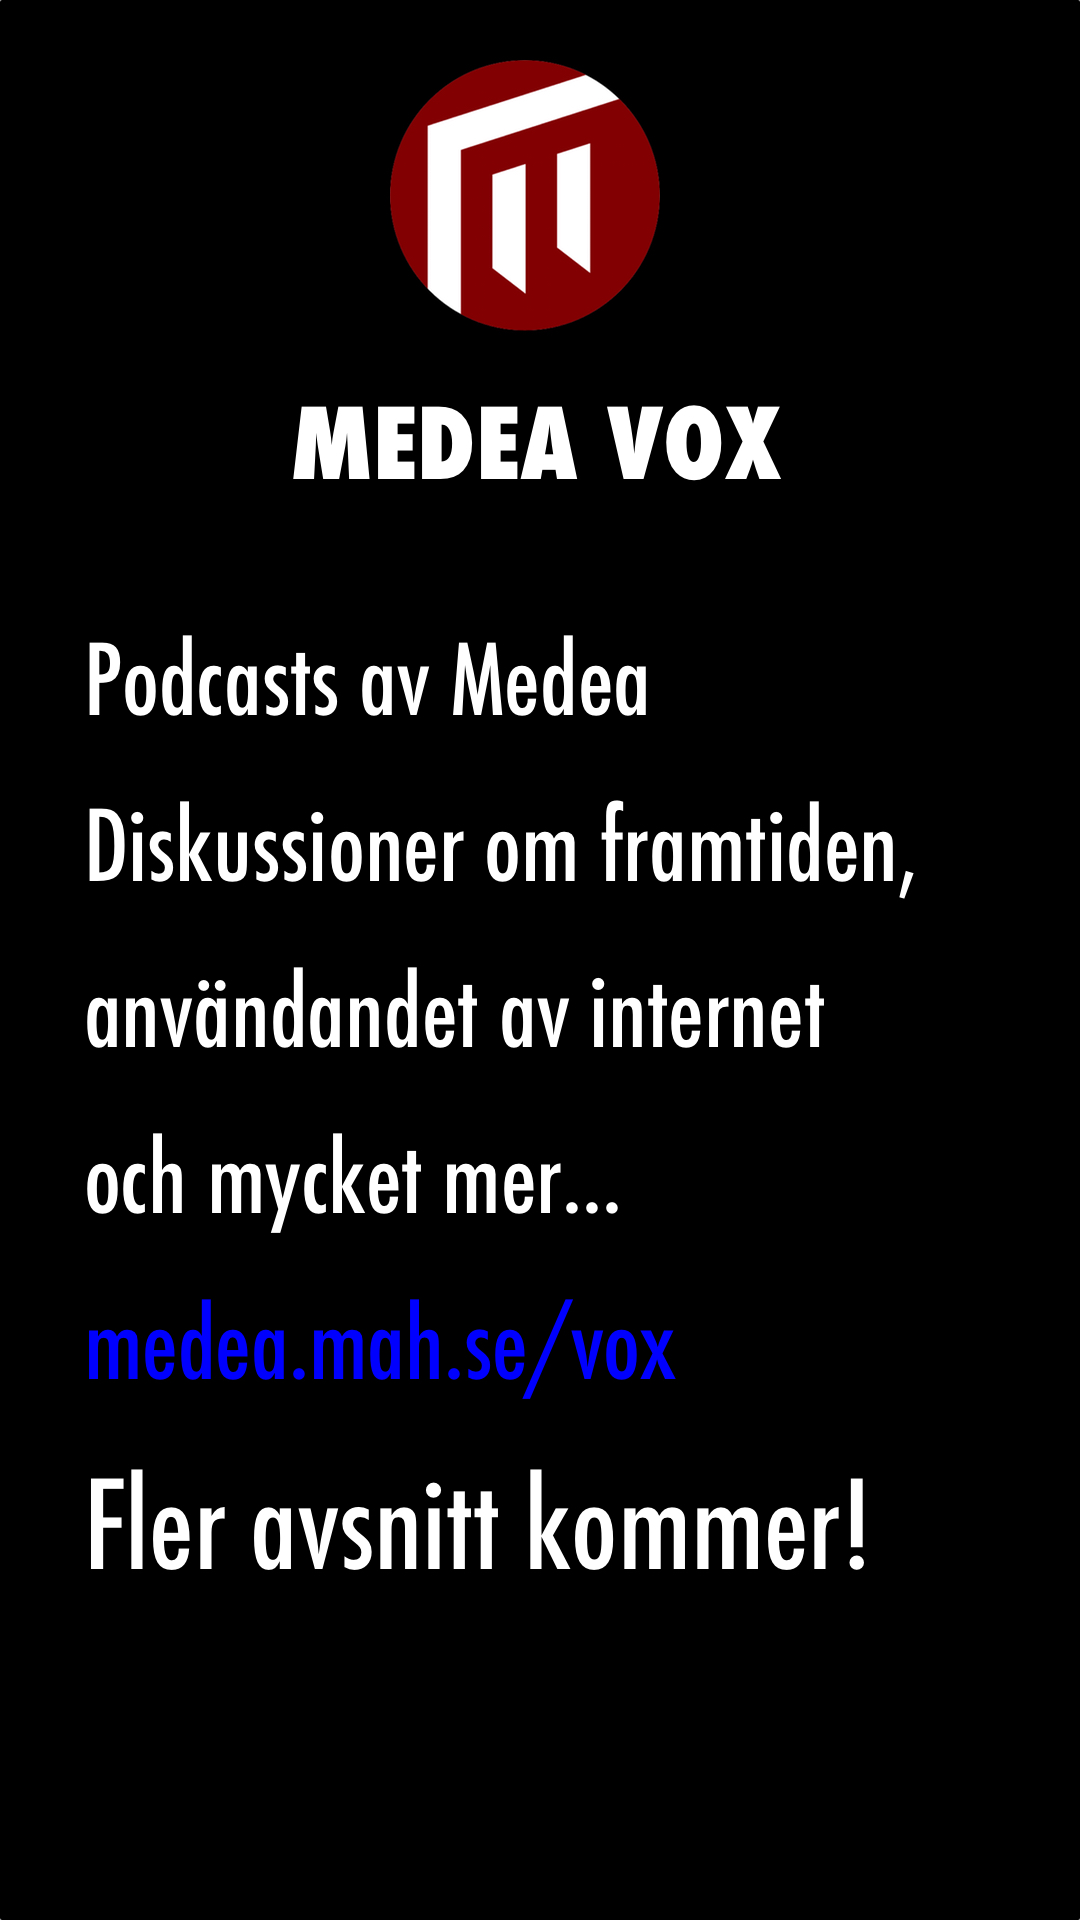 MEDEA VOX
Podcasts av Medea
Diskussioner om framtiden,
användandet av internet
och mycket mer...
medea.mah.se/vox
Fler avsnitt kommer!